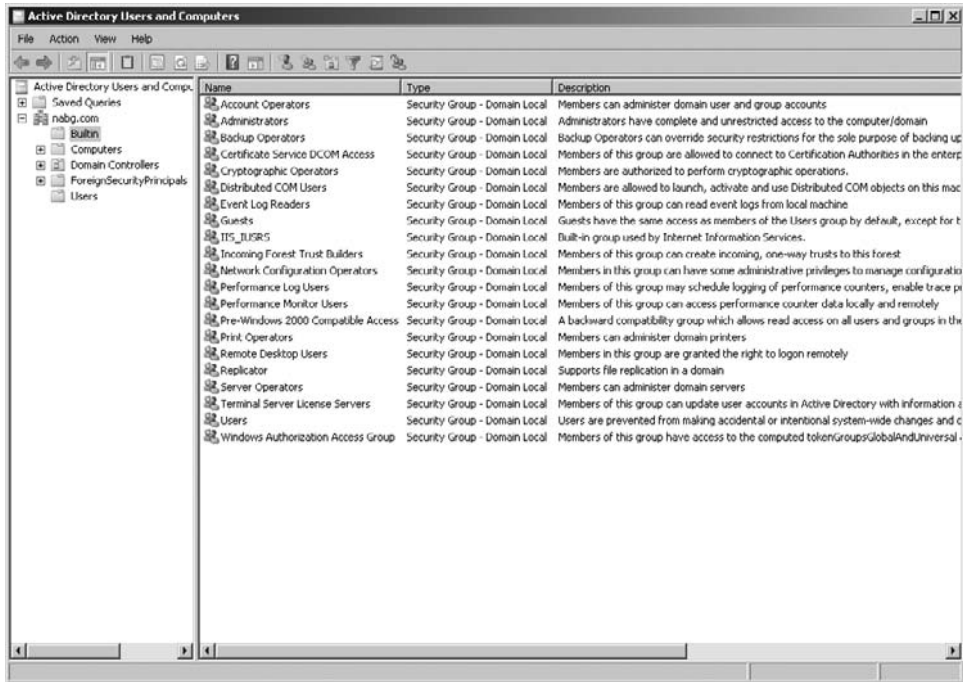 Active Directory Users and Computers
File Action View Help
Active Directory Users and Compu
Saved Queries
nabg.com
Builtin
Computers
Domain Controllers
ForeignSecurityPrincipals
Users
Name Type Description
Account Operators Security Group - Domain Local Members can administer domain user and group accounts
Administrators Security Group - Domain Local Administrators have complete and unrestricted access to the computer/domain
Backup Operators Security Group - Domain Local Backup Operators can override security restrictions for the sole purpose of backing up
Certificate Service DCOM Access Security Group - Domain Local Members of this group are allowed to connect to Certification Authorities in the enterp
Cryptographic Operators Security Group - Domain Local Members are authorized to perform cryptographic operations.
Distributed COM Users Security Group - Domain Local Members are allowed to launch, activate and use Distributed COM objects on this mac
Event Log Readers Security Group - Domain Local Members of this group can read event logs from local machine
Guests Security Group - Domain Local Guests have the same access as members of the Users group by default, except for t
IIS_IUSRS Security Group - Domain Local Built-in group used by Internet Information Services.
Incoming Forest Trust Builders Security Group - Domain Local Members of this group can create incoming, one-way trusts to this forest
Network Configuration Operators Security Group - Domain Local Members in this group can have some administrative privileges to manage configuratio
Performance Log Users Security Group - Domain Local Members of this group may schedule logging of performance counters, enable trace p
Performance Monitor Users Security Group - Domain Local Members of this group can access performance counter data locally and remotely
Pre-Windows 2000 Compatible Access Security Group - Domain Local A backward compatibility group which allows read access on all users and groups in the
Print Operators Security Group - Domain Local Members can administer domain printers
Remote Desktop Users Security Group - Domain Local Members in this group are granted the right to logon remotely
Replicator Security Group - Domain Local Supports file replication in a domain
Server Operators Security Group - Domain Local Members can administer domain servers
Terminal Server License Servers Security Group - Domain Local Members of this group can update user accounts in Active Directory with information a
Users Security Group - Domain Local Users are prevented from making accidental or intentional system-wide changes and c
Windows Authorization Access Group Security Group - Domain Local Members of this group have access to the computed tokenGroupsGlobalAndUniversal